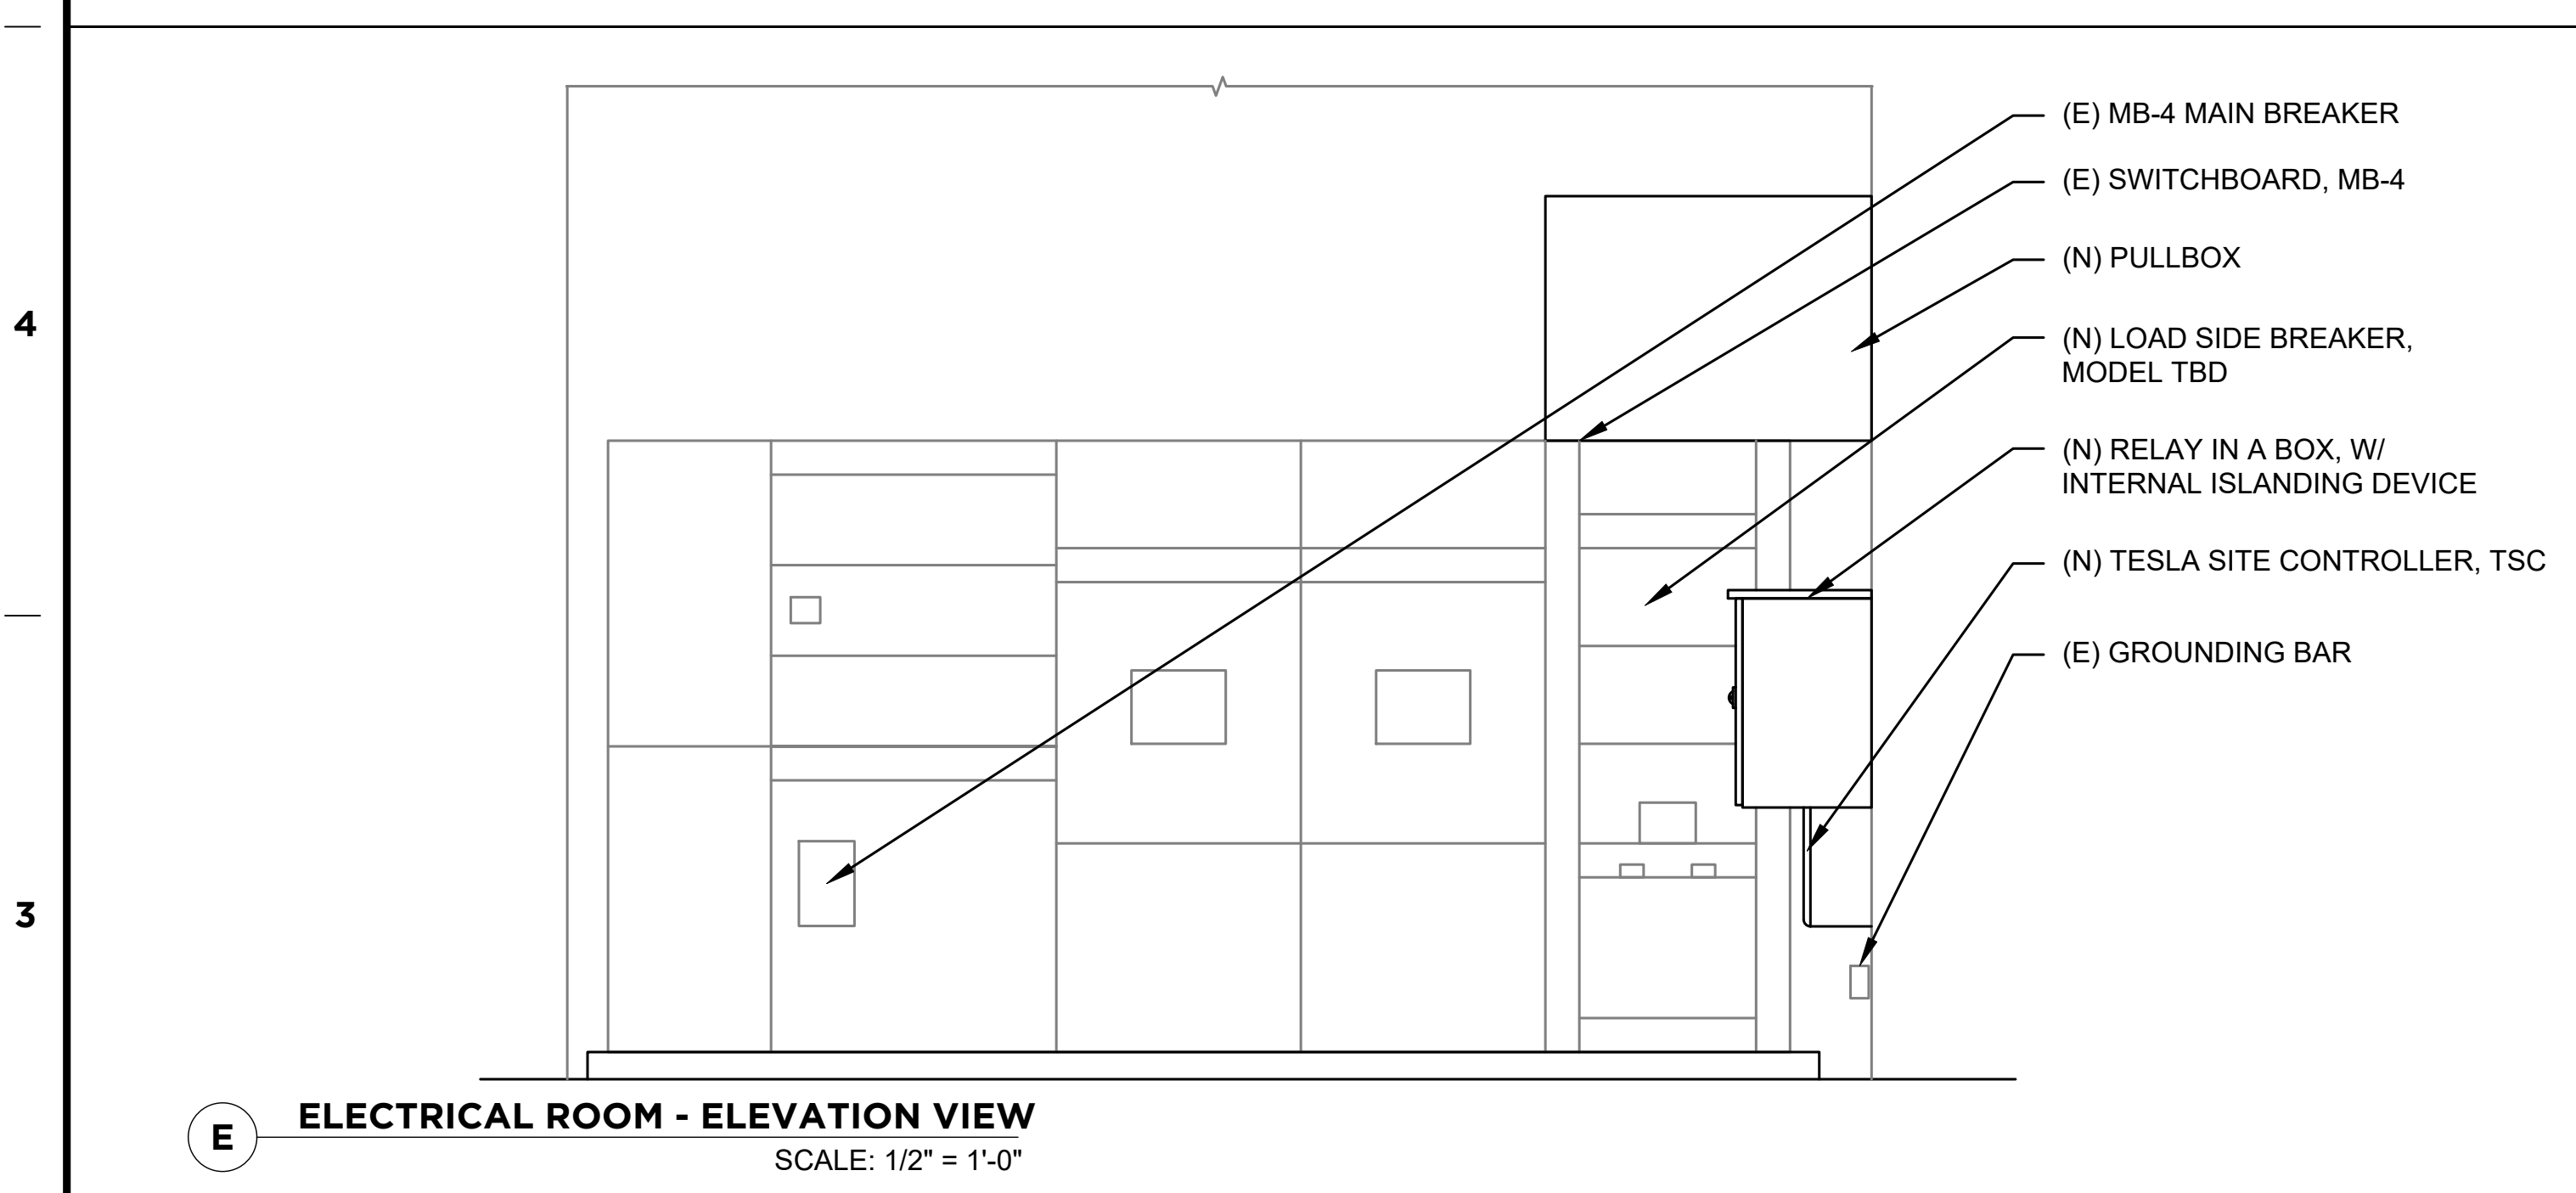 (E) MB-4 MAIN BREAKER
(E) SWITCHBOARD, MB-4
(N) PULLBOX
4
(N) LOAD SIDE BREAKER,
MODEL TBD
(N) RELAY IN A BOX, W/
INTERNAL ISLANDING DEVICE
(N) TESLA SITE CONTROLLER, TSC
(E) GROUNDING BAR
3
E
ELECTRICAL ROOM - ELEVATION VIEW
SCALE: 1/2" = 1'-0"